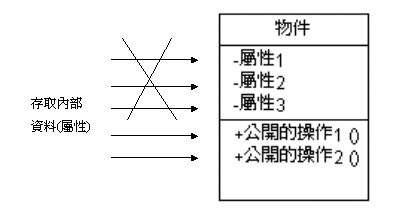 物件
-屬性1
-屬性2
-屬性3
存取內部
資料(屬性)
+公開的操作1 ()
+公開的操作2 ()